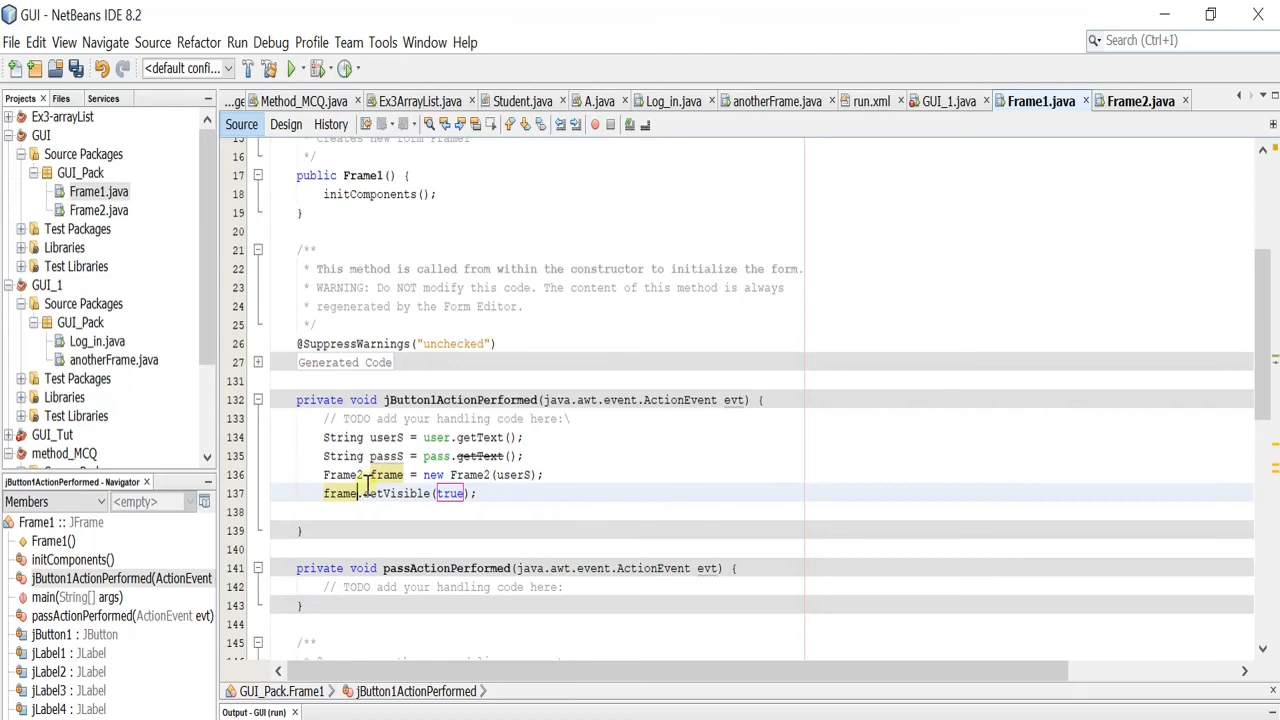 GUI - NetBeans IDE 8.2
File Edit View Navigate Source Refactor Run Debug Profile Team Tools Window Help
Search (Ctrl+I)
<default confi...
Projects Files Services
...ge Method_MCQ.java Ex3ArrayList.java Student.java A.java Log_in.java anotherFrame.java run.xml GUI_1.java Frame1.java Frame2.java
Source Design History
Ex3-arrayList
GUI
Source Packages
GUI_Pack
Frame1.java
Frame2.java
Test Packages
Libraries
Test Libraries
GUI_1
Source Packages
GUI_Pack
Log_in.java
anotherFrame.java
Test Packages
Libraries
Test Libraries
GUI_Tut
method_MCQ
jButton1ActionPerformed - Navigator
Members <empty>
Frame1 :: JFrame
Frame1()
initComponents()
jButton1ActionPerformed(ActionEvent
main(String[] args)
passActionPerformed(ActionEvent evt)
jButton1 : JButton
jLabel1 : JLabel
jLabel2 : JLabel
jLabel3 : JLabel
jLabel4 : JLabel
15 * Creates new form Frame1
16 */
17 public Frame1() {
18 initComponents();
19 }
20
21 /**
22 * This method is called from within the constructor to initialize the form.
23 * WARNING: Do NOT modify this code. The content of this method is always
24 * regenerated by the Form Editor.
25 */
26 @SuppressWarnings("unchecked")
27 Generated Code
131
132 private void jButton1ActionPerformed(java.awt.event.ActionEvent evt) {
133 // TODO add your handling code here:\
134 String userS = user.getText();
135 String passS = pass.getText();
136 Frame2 frame = new Frame2(userS);
137 frame.setVisible(true);
138
139 }
140
141 private void passActionPerformed(java.awt.event.ActionEvent evt) {
142 // TODO add your handling code here:
143 }
144
145 /**
GUI_Pack.Frame1 jButton1ActionPerformed
Output - GUI (run)